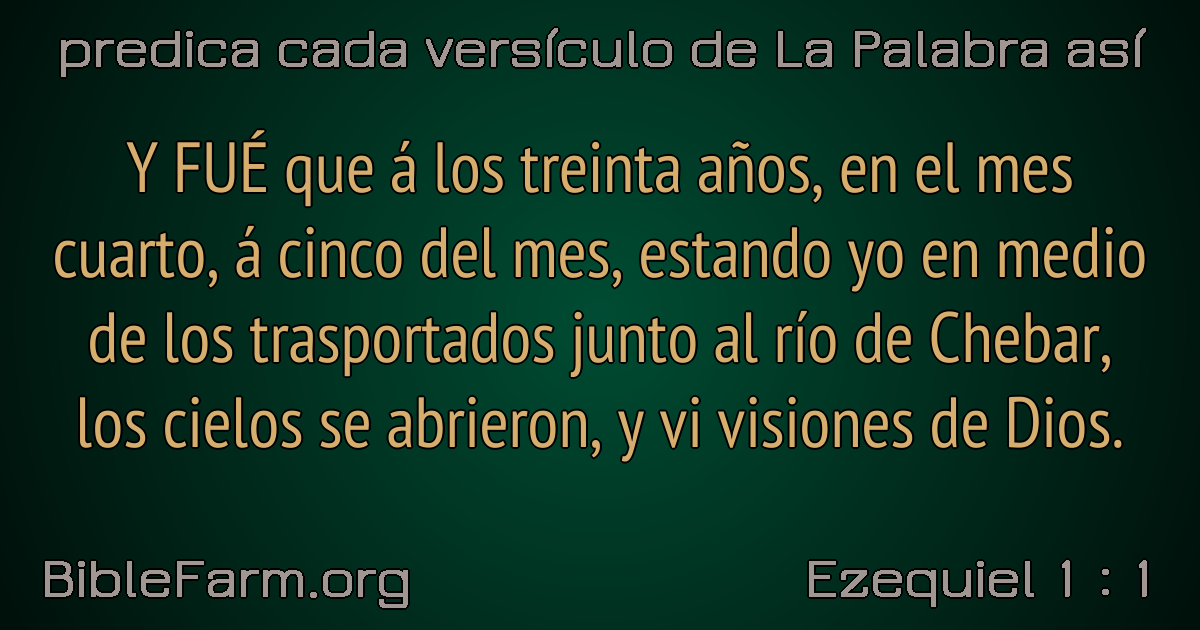 predica cada versículo de La Palabra así
Y FUÉ que á los treinta años, en el mes
cuarto, á cinco del mes, estando yo en medio
de los trasportados junto al río de Chebar,
los cielos se abrieron, y vi visiones de Dios.
BibleFarm.org
Ezequiel 1 : 1